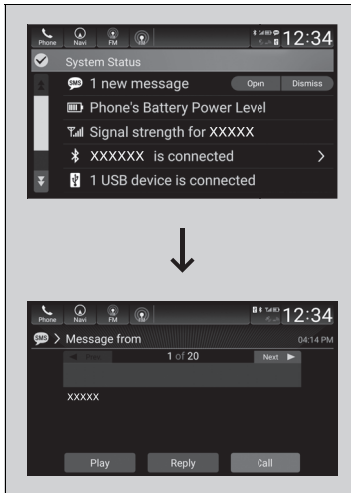 Phone Navi FM 12:34
System Status
SMS 1 new message Open Dismiss
Phone's Battery Power Level
Signal strength for XXXXX
XXXXXX is connected
1 USB device is connected
Phone Navi FM 12:34
SMS Message from 04:14 PM
Prev 1 of 20 Next
XXXXX
Play Reply Call